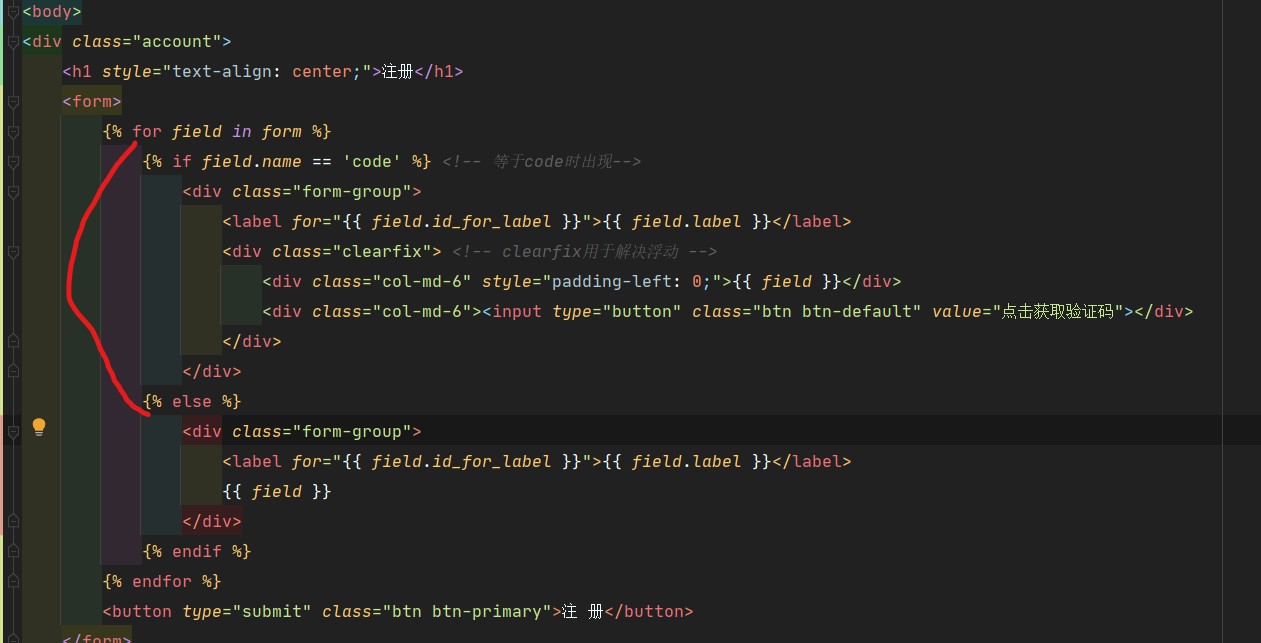 <body>
<div class="account">
<h1 style="text-align: center;">注册</h1>
<form>
{% for field in form %}
{% if field.name == 'code' %} <!-- 等于code时出现-->
<div class="form-group">
<label for="{{ field.id_for_label }}">{{ field.label }}</label>
<div class="clearfix"> <!-- clearfix用于解决浮动 -->
<div class="col-md-6" style="padding-left: 0;">{{ field }}</div>
<div class="col-md-6"><input type="button" class="btn btn-default" value="点击获取验证码"></div>
</div>
</div>
{% else %}
<div class="form-group">
<label for="{{ field.id_for_label }}">{{ field.label }}</label>
{{ field }}
</div>
{% endif %}
{% endfor %}
<button type="submit" class="btn btn-primary">注 册</button>
</form>